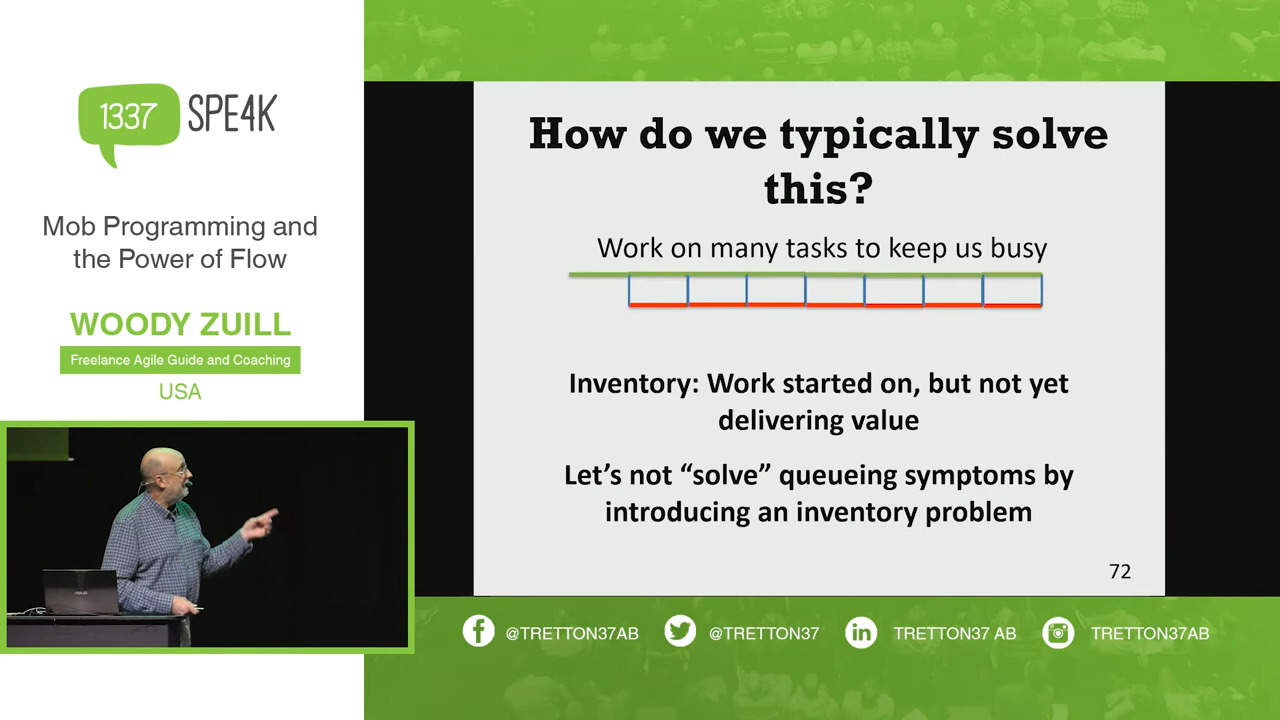 1337
SPE4K
Mob Programming and
the Power of Flow
WOODY ZUILL
Freelance Agile Guide and Coaching
USA
How do we typically solve
this?
Work on many tasks to keep us busy
Inventory: Work started on, but not yet
delivering value
Let’s not “solve” queueing symptoms by
introducing an inventory problem
72
@TRETTON37AB
@TRETTON37
TRETTON37 AB
TRETTON37AB